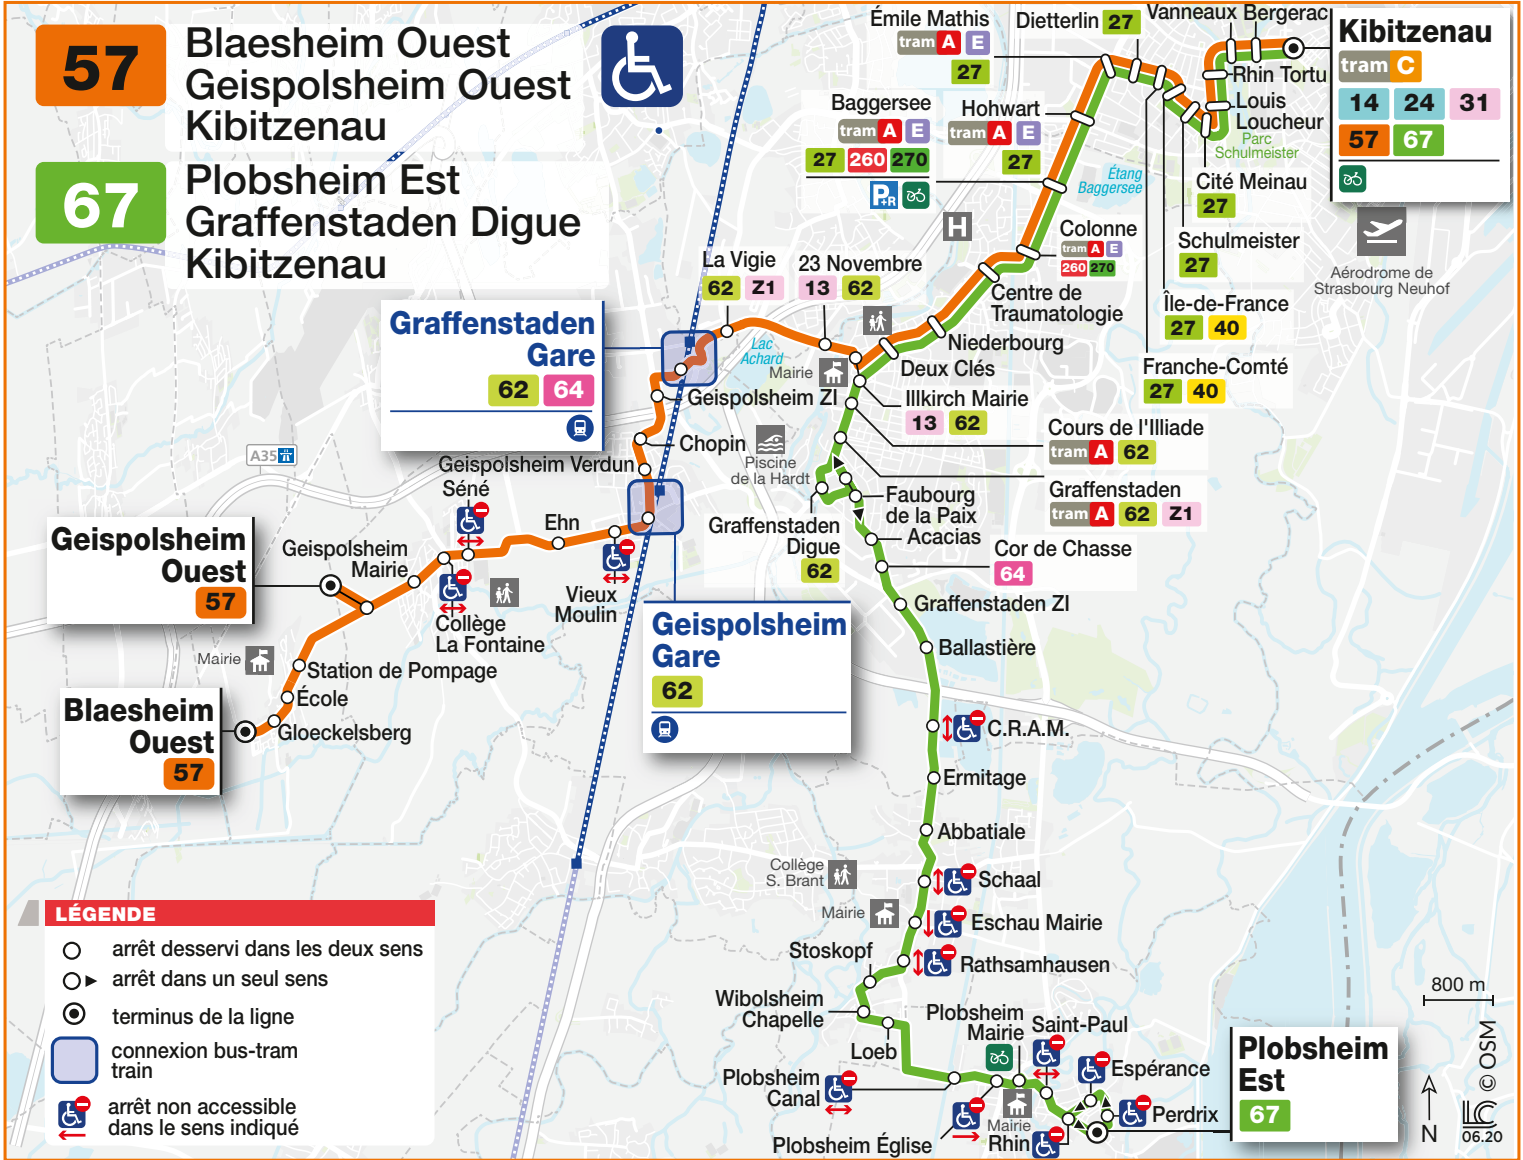 57
Blaesheim Ouest
Geispolsheim Ouest
Kibitzenau
67
Plobsheim Est
Graffenstaden Digue
Kibitzenau
Émile Mathis
tram A E
27
Dietterlin 27
Vanneaux Bergerac
Kibitzenau
tram C
14 24 31
57 67
Rhin Tortu
Louis
Loucheur
Parc
Schulmeister
Baggersee
tram A E
27 260 270
P+R
Hohwart
tram A E
27
Étang
Baggersee
Cité Meinau
27
H
Colonne
tram A E
260 270
Schulmeister
27
Aérodrome de
Strasbourg Neuhof
La Vigie
62 Z1
23 Novembre
13 62
Centre de
Traumatologie
Île-de-France
27 40
Graffenstaden
Gare
62 64
Lac
Achard
Mairie
Niederbourg
Deux Clés
Franche-Comté
27 40
Geispolsheim ZI
Illkirch Mairie
13 62
Chopin
Piscine
de la Hardt
Cours de l'Illiade
tram A 62
A35
Geispolsheim Verdun
Séné
Graffenstaden
tram A 62 Z1
Faubourg
de la Paix
Acacias
Graffenstaden
Digue
62
Ehn
Geispolsheim
Ouest
57
Geispolsheim
Mairie
Cor de Chasse
64
Vieux
Moulin
Collège
La Fontaine
Graffenstaden ZI
Geispolsheim
Gare
62
Ballastière
Mairie
Station de Pompage
École
Gloeckelsberg
Blaesheim
Ouest
57
C.R.A.M.
Ermitage
Abbatiale
Collège
S. Brant
Schaal
Mairie
Eschau Mairie
Stoskopf
Rathsamhausen
Wibolsheim
Chapelle
Loeb
Plobsheim
Mairie
Saint-Paul
Plobsheim
Canal
Espérance
Perdrix
Mairie
Plobsheim Église
Rhin
Plobsheim
Est
67
LÉGENDE
arrêt desservi dans les deux sens
arrêt dans un seul sens
terminus de la ligne
connexion bus-tram
train
arrêt non accessible
dans le sens indiqué
800 m
© OSM
N
LC
06.20